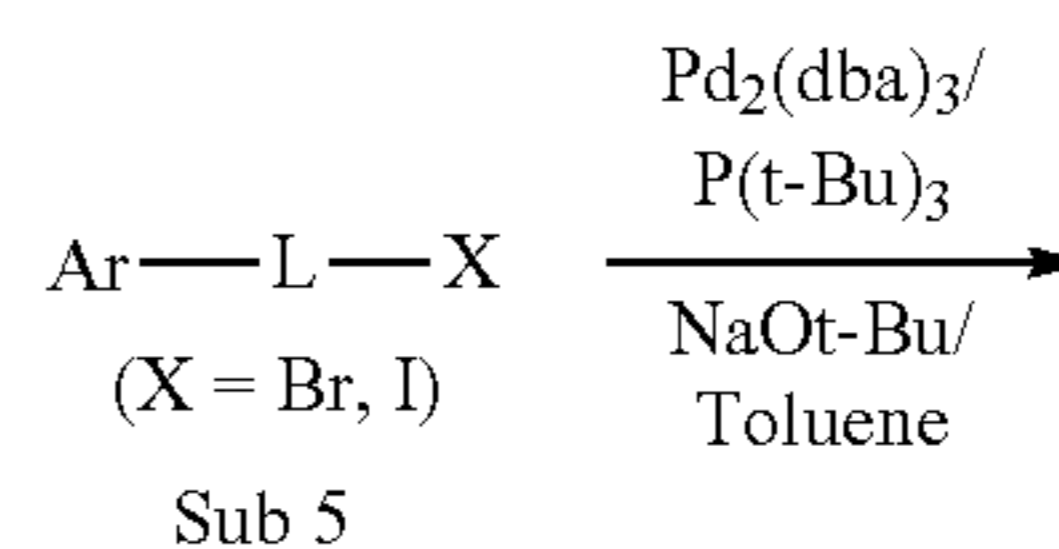 Ar—L—X
(X = Br, I)
Sub 5
Pd₂(dba)₃/
P(t-Bu)₃
NaOt-Bu/
Toluene